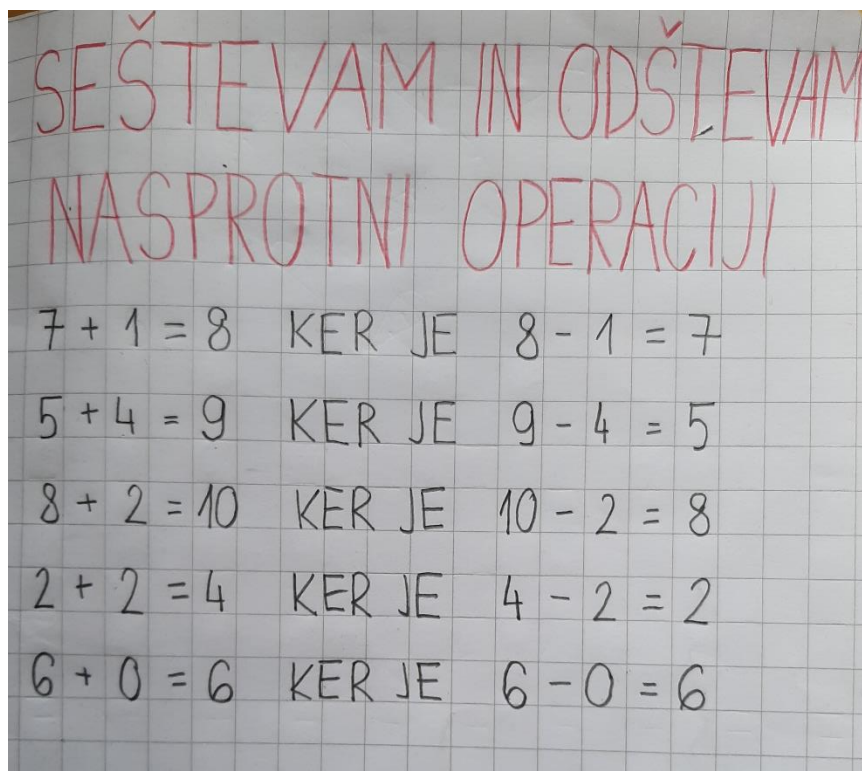 SEŠTEVAM IN ODŠTEVAM
NASPROTNI OPERACIJI
7 + 1 = 8 KER JE 8 - 1 = 7
5 + 4 = 9 KER JE 9 - 4 = 5
8 + 2 = 10 KER JE 10 - 2 = 8
2 + 2 = 4 KER JE 4 - 2 = 2
6 + 0 = 6 KER JE 6 - 0 = 6